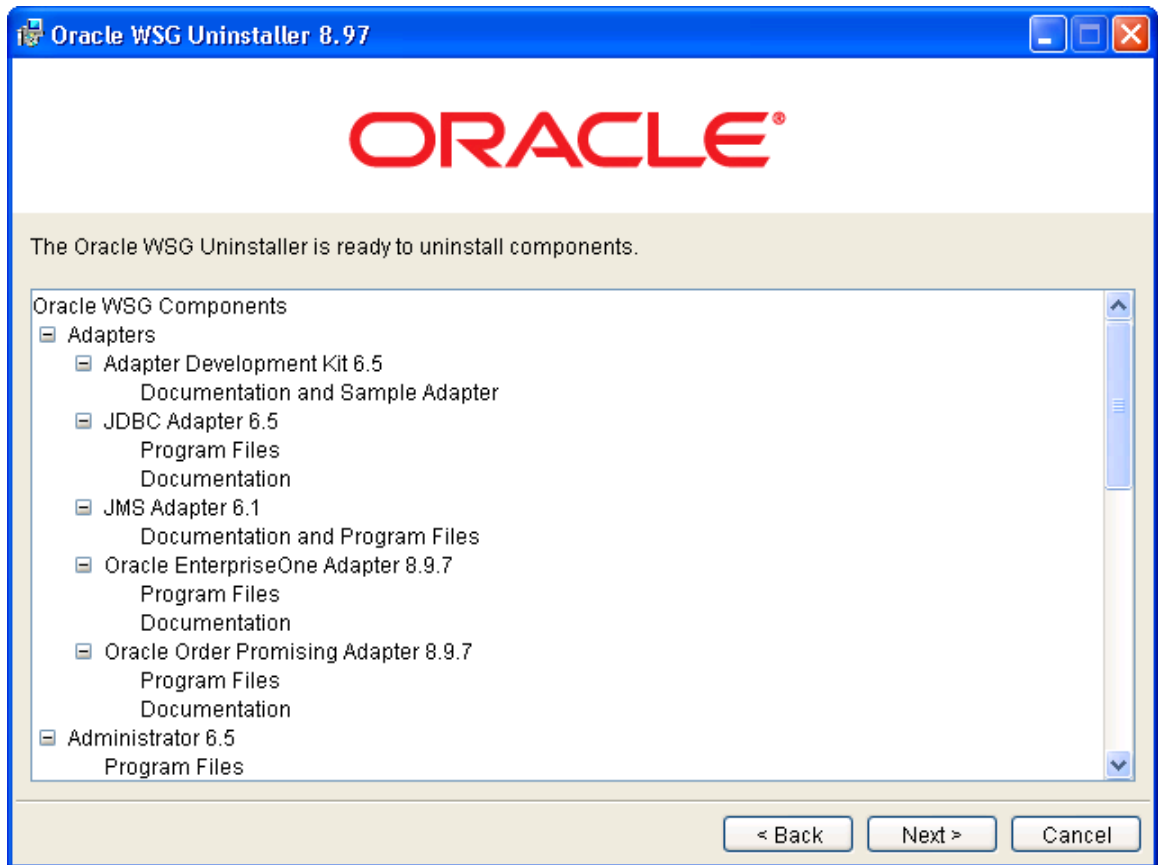 Oracle WSG Uninstaller 8.97
ORACLE®
The Oracle WSG Uninstaller is ready to uninstall components.
Oracle WSG Components
Adapters
Adapter Development Kit 6.5
Documentation and Sample Adapter
JDBC Adapter 6.5
Program Files
Documentation
JMS Adapter 6.1
Documentation and Program Files
Oracle EnterpriseOne Adapter 8.9.7
Program Files
Documentation
Oracle Order Promising Adapter 8.9.7
Program Files
Documentation
Administrator 6.5
Program Files
< Back Next > Cancel